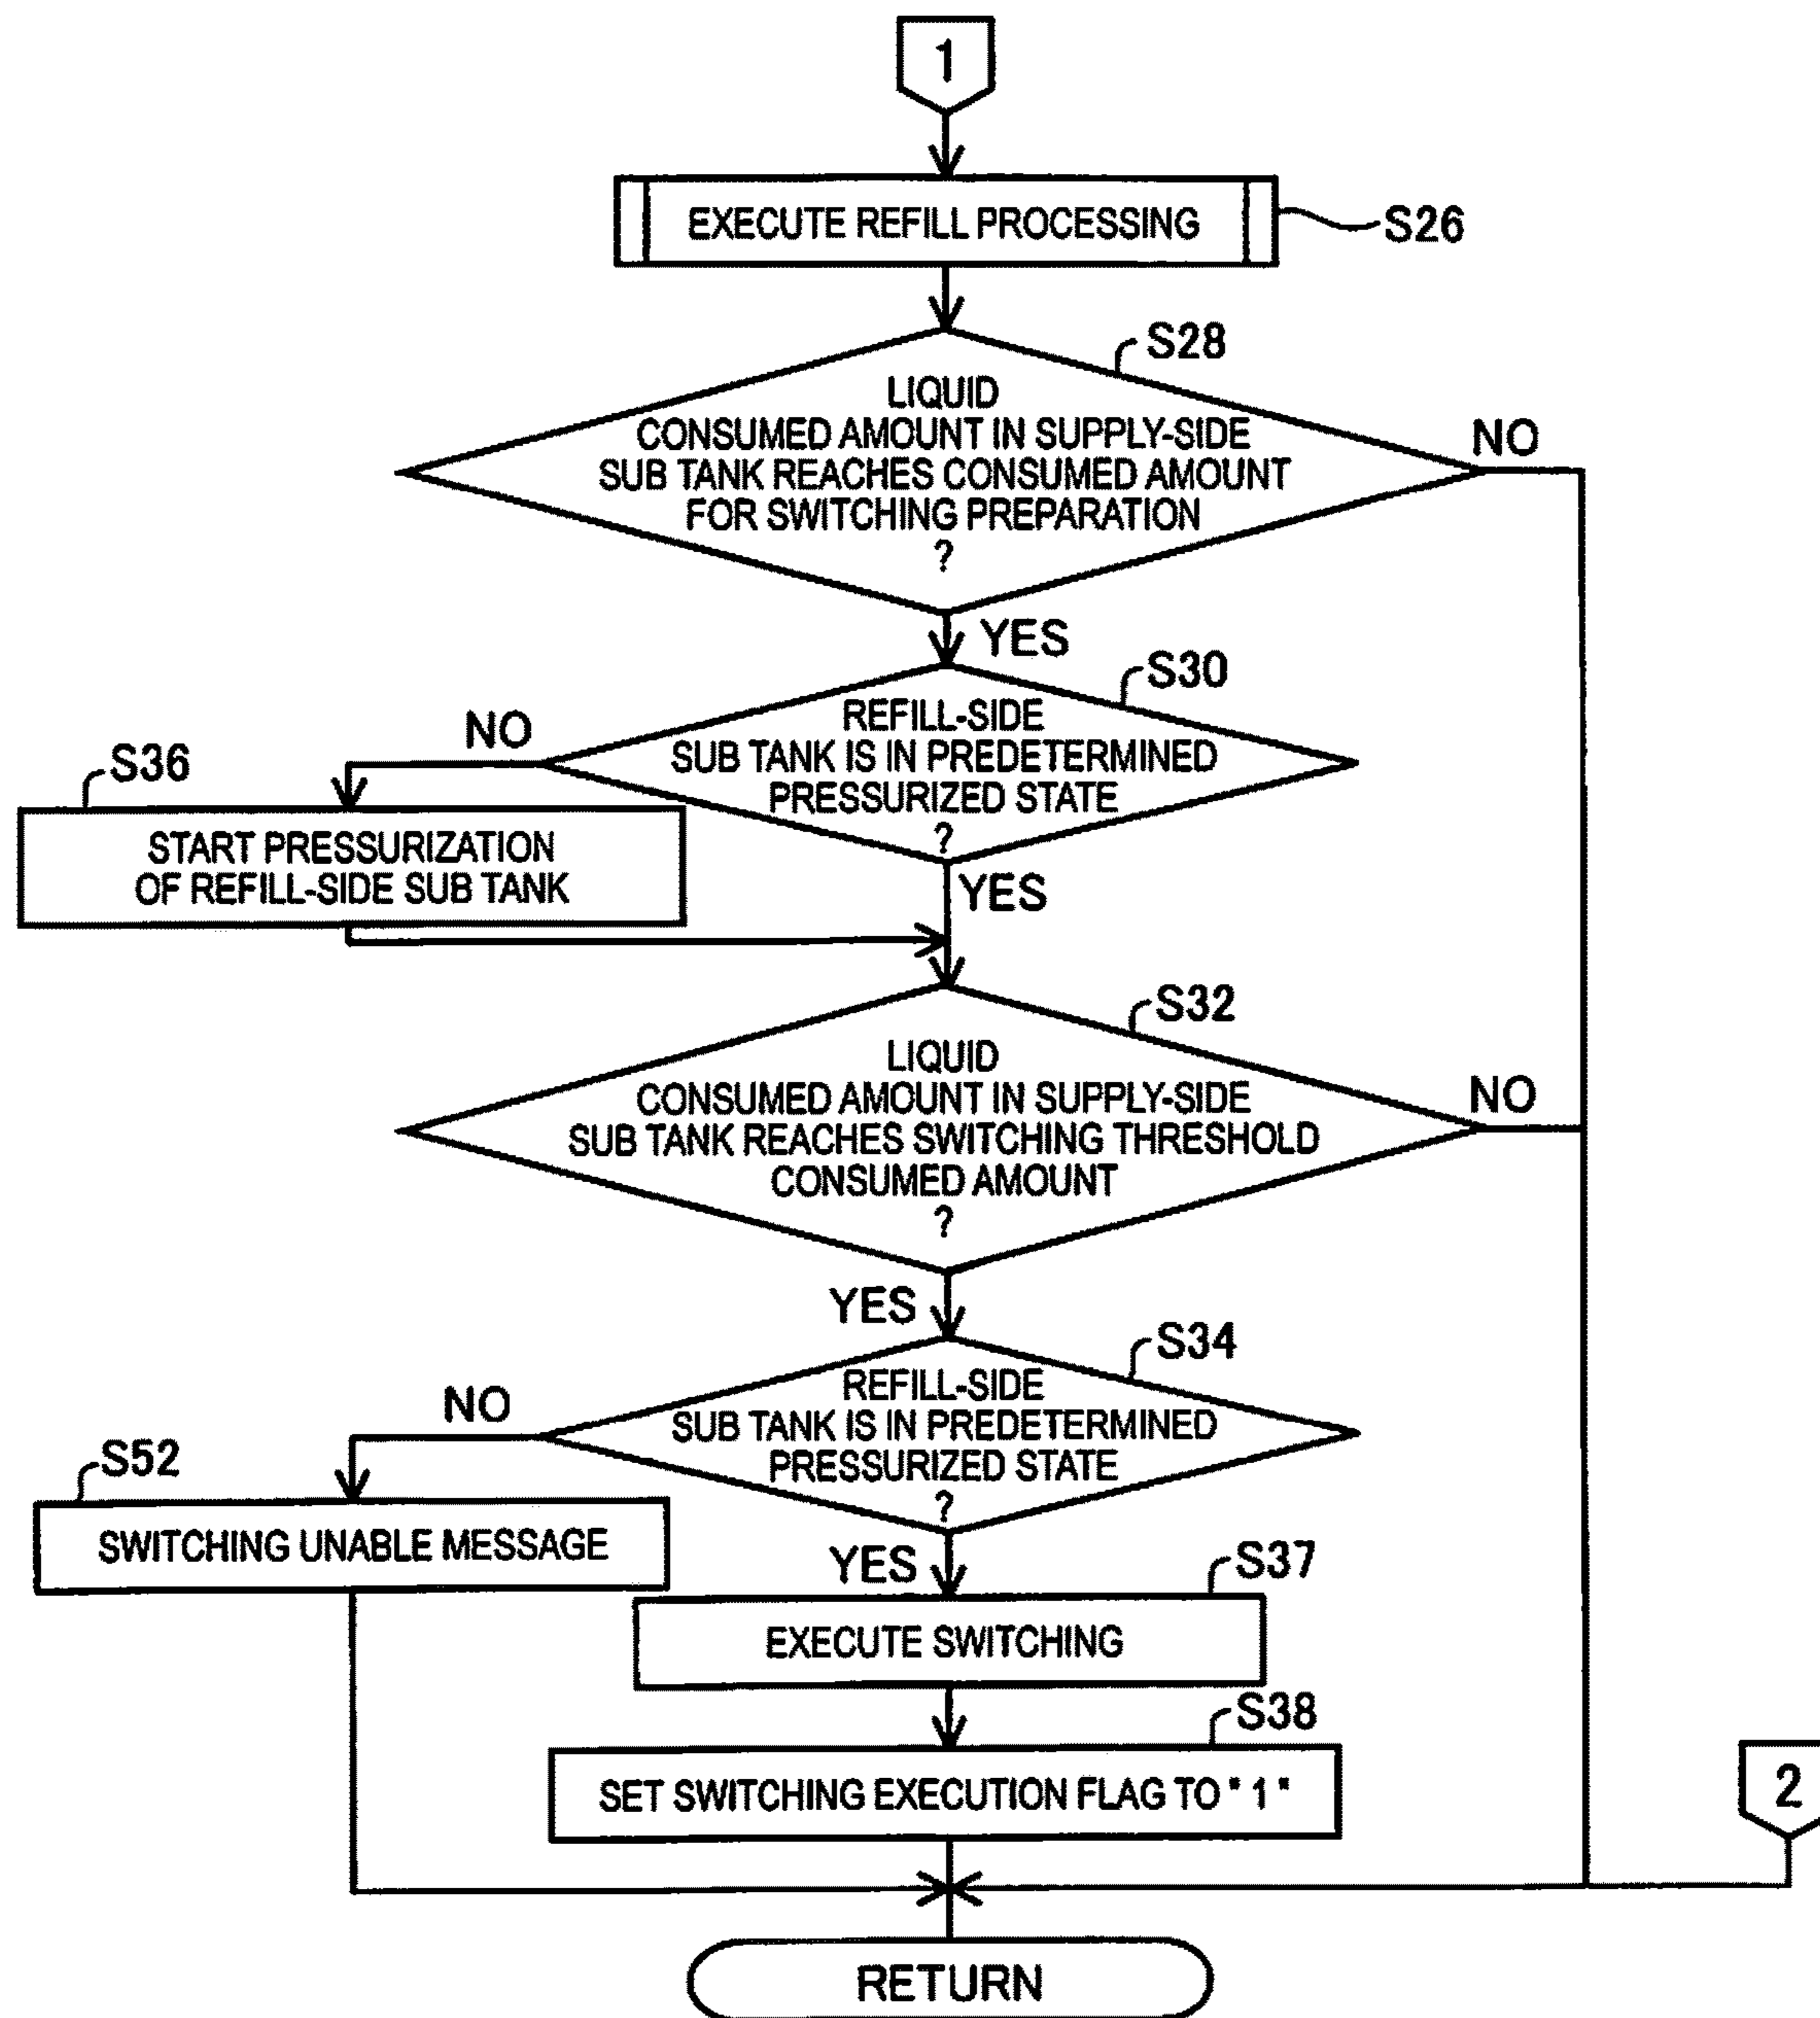 1
EXECUTE REFILL PROCESSING
S26
S28
LIQUID
CONSUMED AMOUNT IN SUPPLY-SIDE
SUB TANK REACHES CONSUMED AMOUNT
FOR SWITCHING PREPARATION
?
NO
YES
S30
REFILL-SIDE
SUB TANK IS IN PREDETERMINED
PRESSURIZED STATE
?
NO
S36
START PRESSURIZATION
OF REFILL-SIDE SUB TANK
YES
S32
LIQUID
CONSUMED AMOUNT IN SUPPLY-SIDE
SUB TANK REACHES SWITCHING THRESHOLD
CONSUMED AMOUNT
?
NO
YES
S34
REFILL-SIDE
SUB TANK IS IN PREDETERMINED
PRESSURIZED STATE
?
NO
S52
SWITCHING UNABLE MESSAGE
YES
S37
EXECUTE SWITCHING
S38
SET SWITCHING EXECUTION FLAG TO " 1 "
2
RETURN